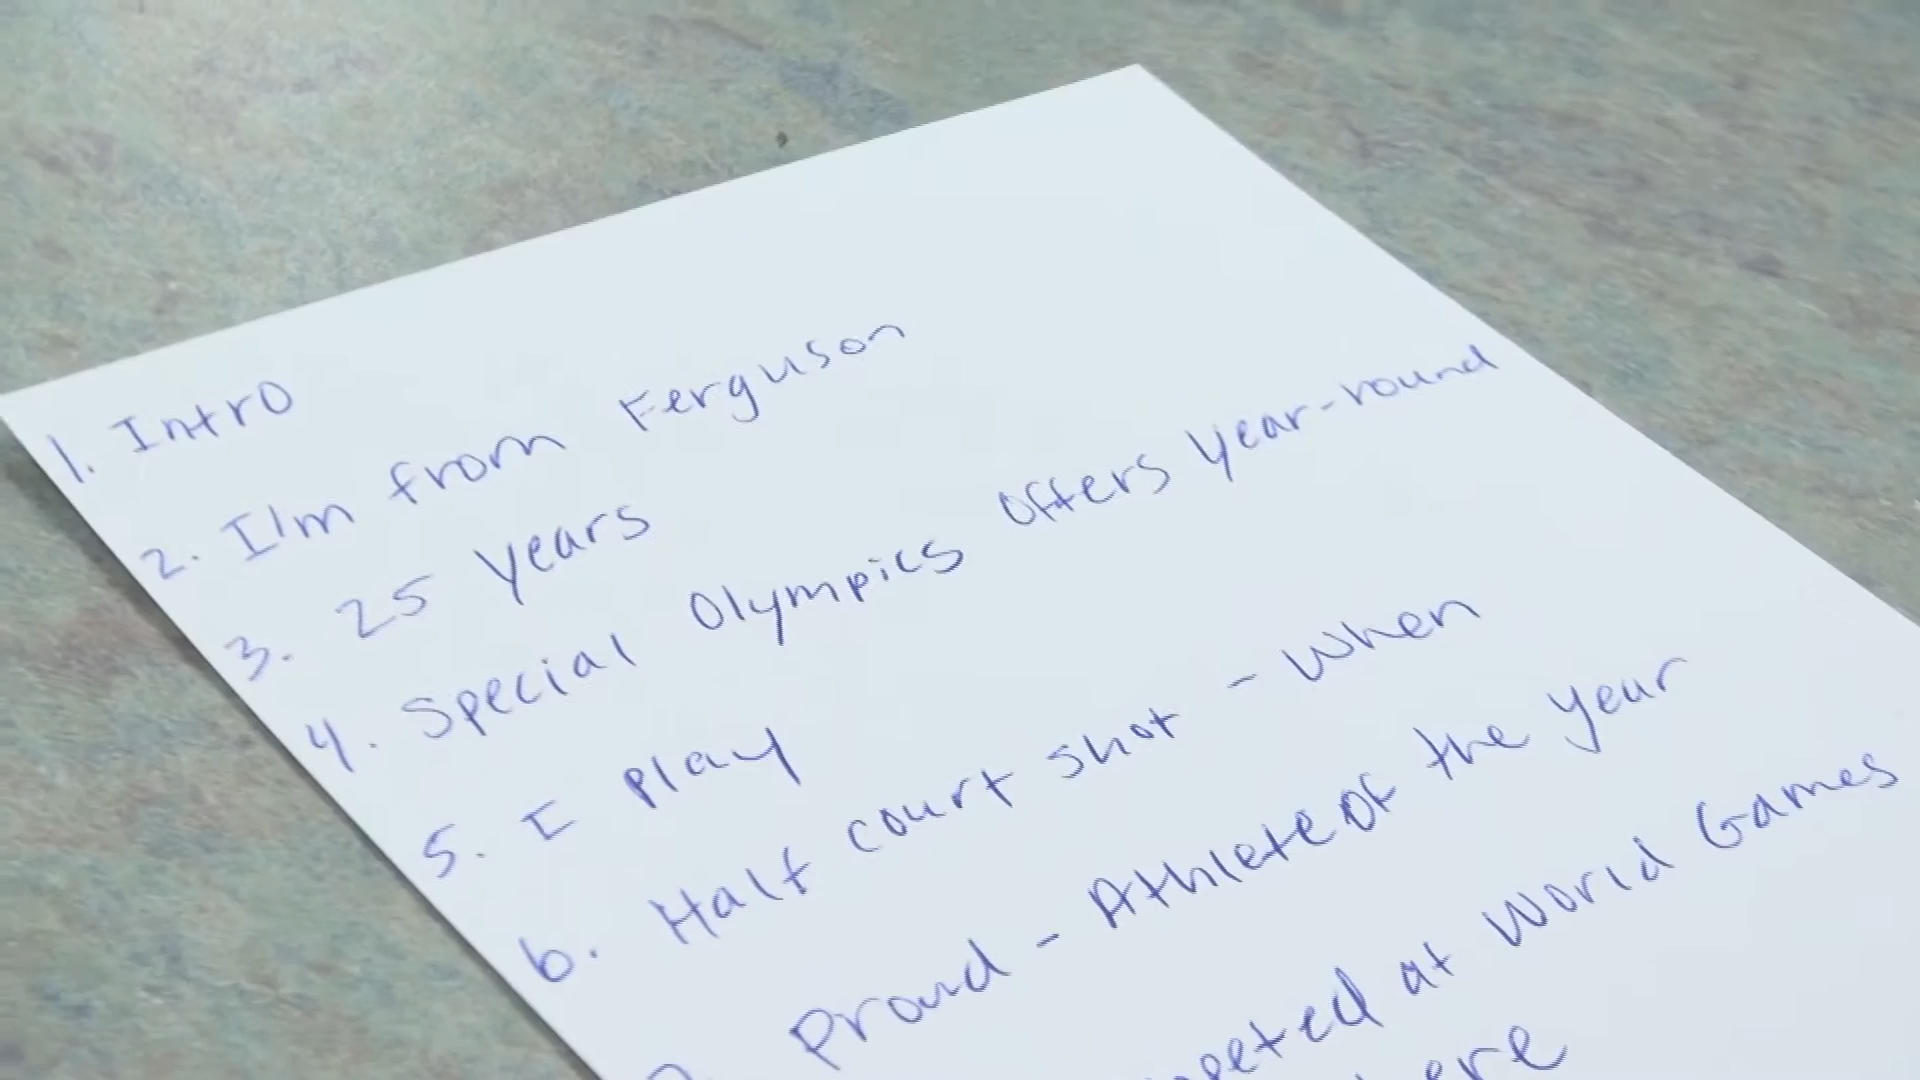 1. Intro
2. I'm from Ferguson
3. 25 Years
4. Special Olympics offers year-round
5. I Play
6. Half court shot - When
Proud - Athlete of the Year
at World Games